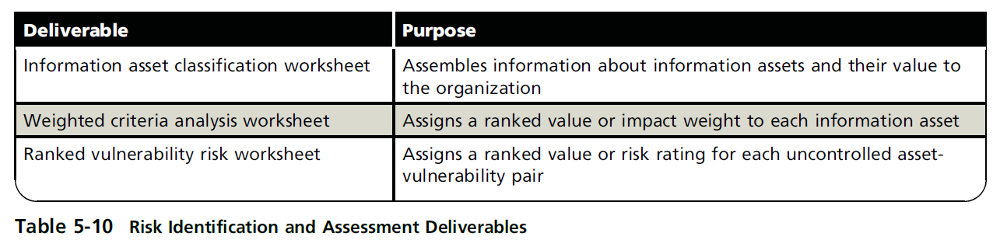 Deliverable Purpose
Information asset classification worksheet Assembles information about information assets and their value to
the organization
Weighted criteria analysis worksheet Assigns a ranked value or impact weight to each information asset
Ranked vulnerability risk worksheet Assigns a ranked value or risk rating for each uncontrolled asset-
vulnerability pair
Table 5-10 Risk Identification and Assessment Deliverables